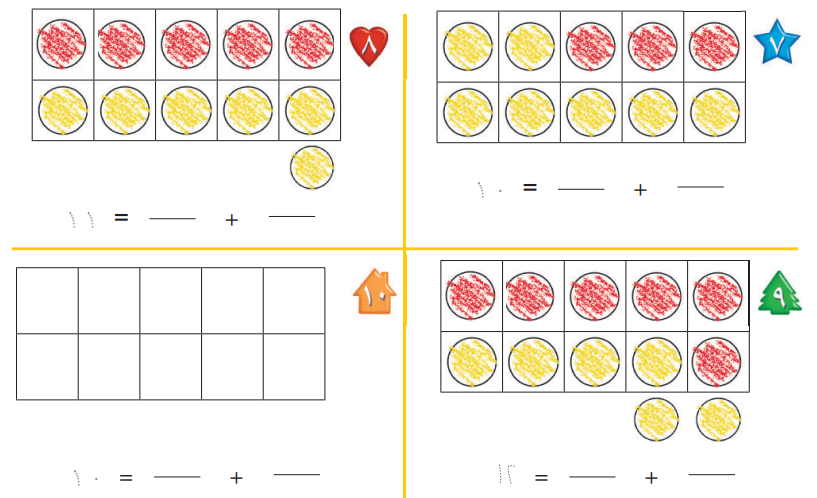 ٧
___ + ___ = ١٠
٨
___ + ___ = ١١
٩
___ + ___ = ١٢
١٠
___ + ___ = ١٠